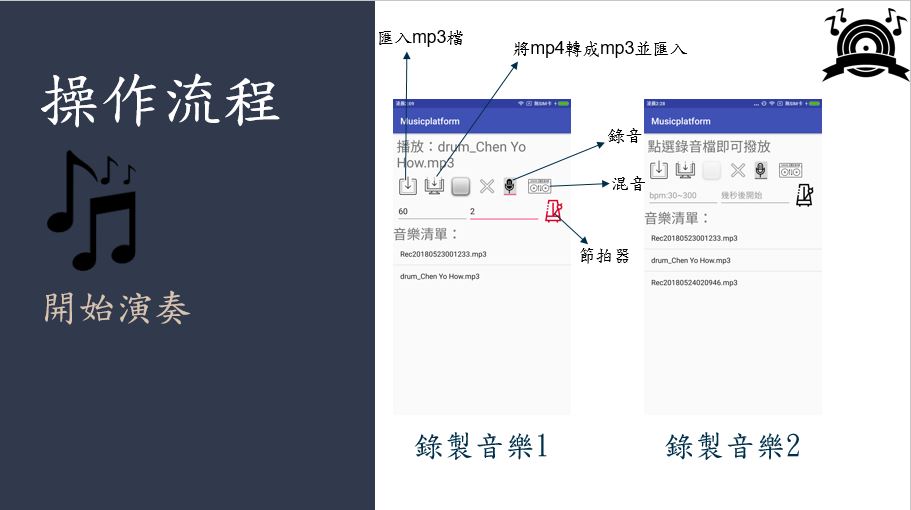 操作流程
開始演奏
匯入mp3檔
將mp4轉成mp3並匯入
錄音
混音
節拍器
Musicplatform
播放：drum_Chen Yo
How.mp3
60
2
音樂清單：
Rec20180523001233.mp3
drum_Chen Yo How.mp3
錄製音樂1
Musicplatform
點選錄音檔即可撥放
bpm:30~300
幾秒後開始
音樂清單：
Rec20180523001233.mp3
drum_Chen Yo How.mp3
Rec20180524020946.mp3
錄製音樂2